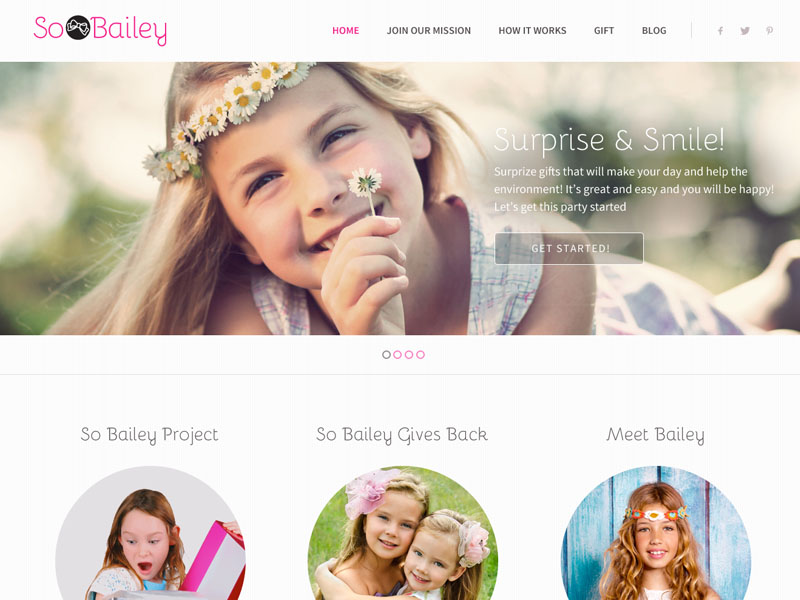 So Bailey
HOME JOIN OUR MISSION HOW IT WORKS GIFT BLOG
Surprise & Smile!
Surprize gifts that will make your day and help the
environment! It's great and easy and you will be happy!
Let's get this party started
GET STARTED!
So Bailey Project So Bailey Gives Back Meet Bailey